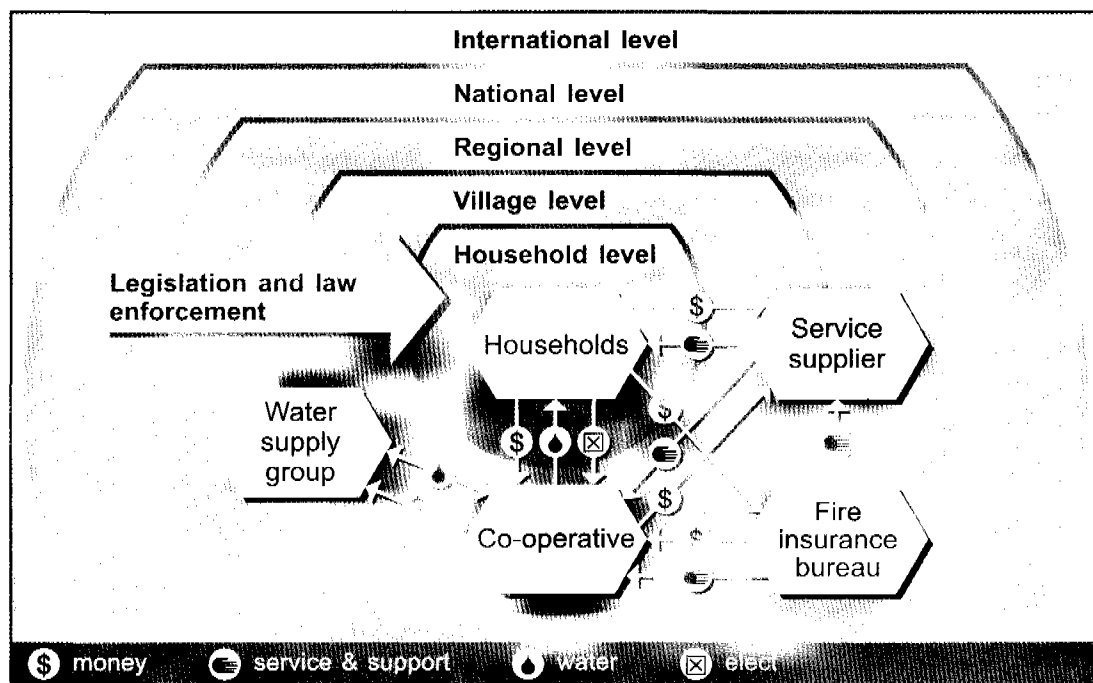 International level
National level
Regional level
Village level
Household level
Legislation and law
enforcement
Households
$
Service
supplier
Water
supply
group
$
$
$
Co-operative
Fire
insurance
bureau
$ money
service & support
water
elect